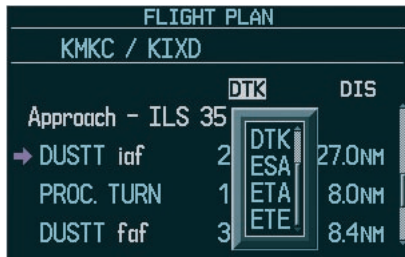 FLIGHT PLAN
KMKC / KIXD
DTK DIS
Approach - ILS 35
DUSTT iaf 2 27.0NM
PROC. TURN 1 8.0NM
DUSTT faf 3 8.4NM
DTK
ESA
ETA
ETE